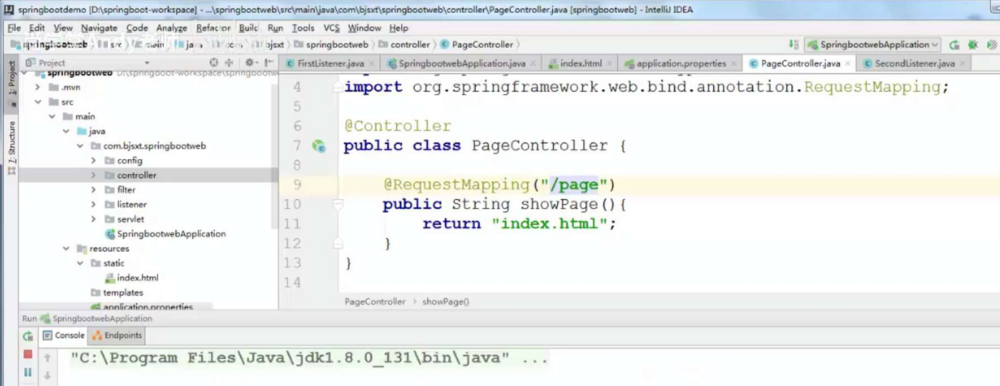 springbootdemo [D:\springboot-workspace] - ...\springbootweb\src\main\java\com\bjsxt\springbootweb\controller\PageController.java [springbootweb] - IntelliJ IDEA
File Edit View Navigate Code Analyze Refactor Build Run Tools VCS Window Help
springbootweb src main java com bjsxt springbootweb controller PageController SpringbootwebApplication
Project FirstListener.java SpringbootwebApplication.java index.html application.properties PageController.java SecondListener.java
1: Project
7: Structure
springbootweb D:\springboot-workspace\springbootw
.mvn
src
main
java
com.bjsxt.springbootweb
config
controller
filter
listener
servlet
SpringbootwebApplication
resources
static
index.html
templates
application.properties
4 import org.springframework.web.bind.annotation.RequestMapping;
5
6 @Controller
7 public class PageController {
8
9 @RequestMapping("/page")
10 public String showPage(){
11 return "index.html";
12 }
13 }
14
PageController > showPage()
Run SpringbootwebApplication
Console Endpoints
"C:\Program Files\Java\jdk1.8.0_131\bin\java" ...